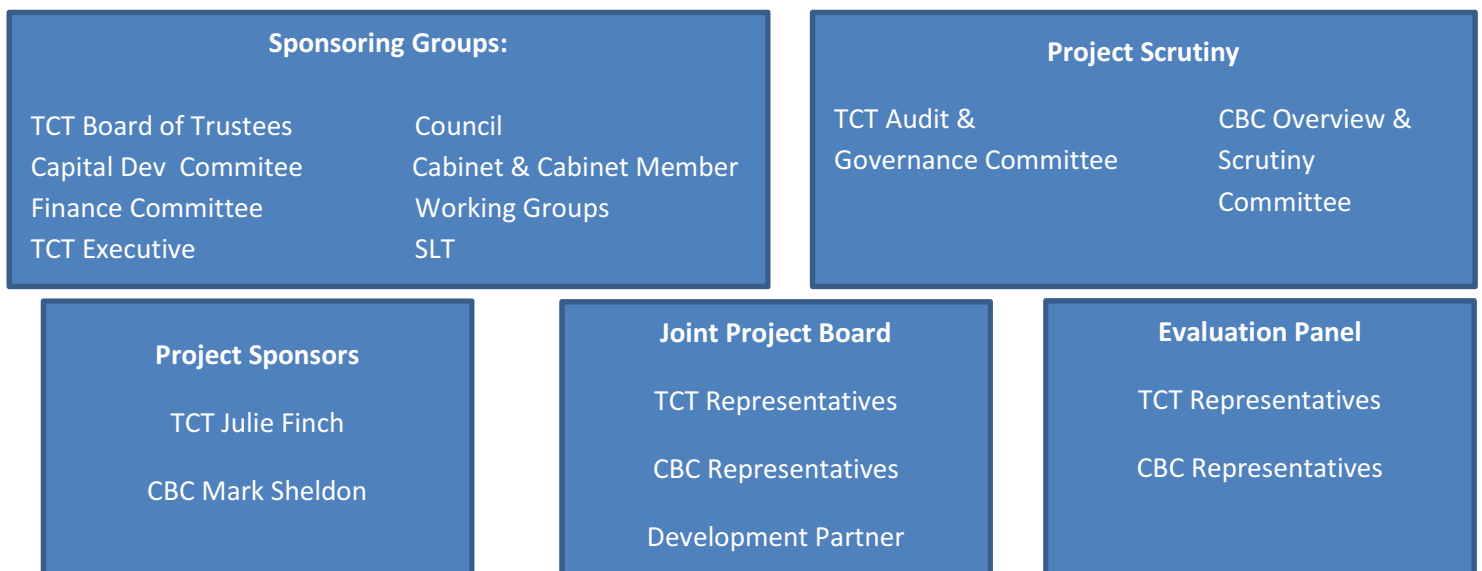 Sponsoring Groups:
TCT Board of Trustees
Capital Dev Commitee
Finance Committee
TCT Executive
Council
Cabinet & Cabinet Member
Working Groups
SLT
Project Scrutiny
TCT Audit &
Governance Committee
CBC Overview &
Scrutiny
Committee
Project Sponsors
TCT Julie Finch
CBC Mark Sheldon
Joint Project Board
TCT Representatives
CBC Representatives
Development Partner
Evaluation Panel
TCT Representatives
CBC Representatives